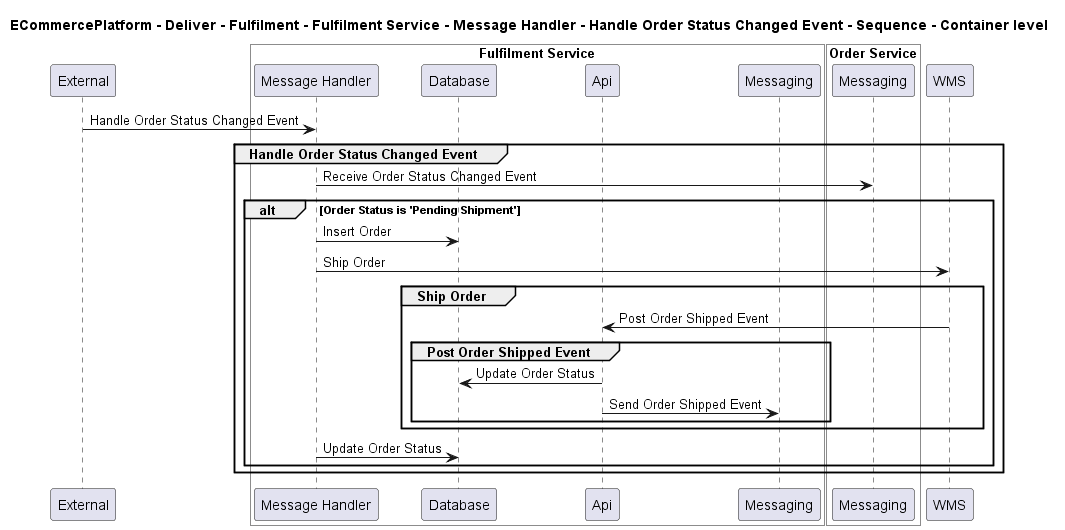 ECommercePlatform - Deliver - Fulfilment - Fulfilment Service - Message Handler - Handle Order Status Changed Event - Sequence - Container level
Fulfilment Service
Order Service
External
Message Handler
Database
Api
Messaging
Messaging
WMS
Handle Order Status Changed Event
Handle Order Status Changed Event
Receive Order Status Changed Event
alt
[Order Status is 'Pending Shipment']
Insert Order
Ship Order
Ship Order
Post Order Shipped Event
Post Order Shipped Event
Update Order Status
Send Order Shipped Event
Update Order Status
External
Message Handler
Database
Api
Messaging
Messaging
WMS